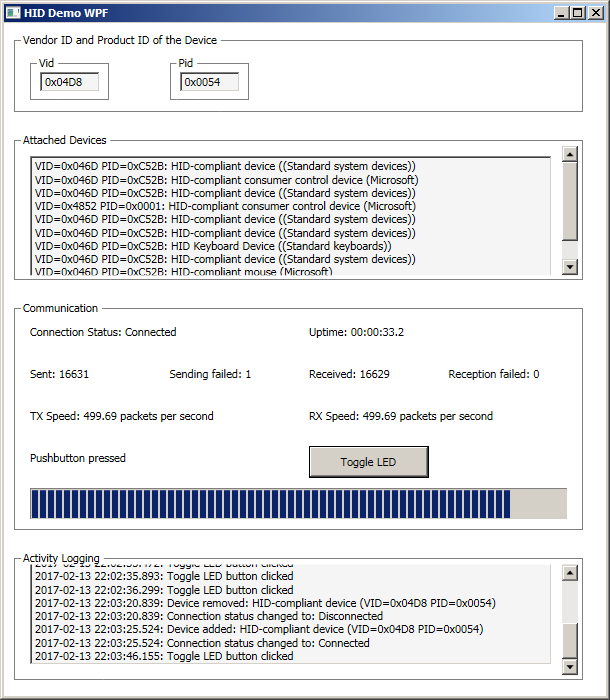 HID Demo WPF
Vendor ID and Product ID of the Device
Vid
Pid
0x04D8
0x0054
Attached Devices
VID=0x046D PID=0xC52B: HID-compliant device ((Standard system devices))
VID=0x046D PID=0xC52B: HID-compliant consumer control device (Microsoft)
VID=0x046D PID=0xC52B: HID-compliant device ((Standard system devices))
VID=0x4852 PID=0x0001: HID-compliant consumer control device (Microsoft)
VID=0x046D PID=0xC52B: HID-compliant device ((Standard system devices))
VID=0x046D PID=0xC52B: HID-compliant device ((Standard system devices))
VID=0x046D PID=0xC52B: HID Keyboard Device ((Standard keyboards))
VID=0x046D PID=0xC52B: HID-compliant device ((Standard system devices))
VID=0x046D PID=0xC52B: HID-compliant mouse (Microsoft)
Communication
Connection Status: Connected
Uptime: 00:00:33.2
Sent: 16631
Sending failed: 1
Received: 16629
Reception failed: 0
TX Speed: 499.69 packets per second
RX Speed: 499.69 packets per second
Pushbutton pressed
Toggle LED
Activity Logging
2017-02-13 22:02:35.472: Toggle LED button clicked
2017-02-13 22:02:35.893: Toggle LED button clicked
2017-02-13 22:02:36.299: Toggle LED button clicked
2017-02-13 22:03:20.839: Device removed: HID-compliant device (VID=0x04D8 PID=0x0054)
2017-02-13 22:03:20.839: Connection status changed to: Disconnected
2017-02-13 22:03:25.524: Device added: HID-compliant device (VID=0x04D8 PID=0x0054)
2017-02-13 22:03:25.524: Connection status changed to: Connected
2017-02-13 22:03:46.155: Toggle LED button clicked